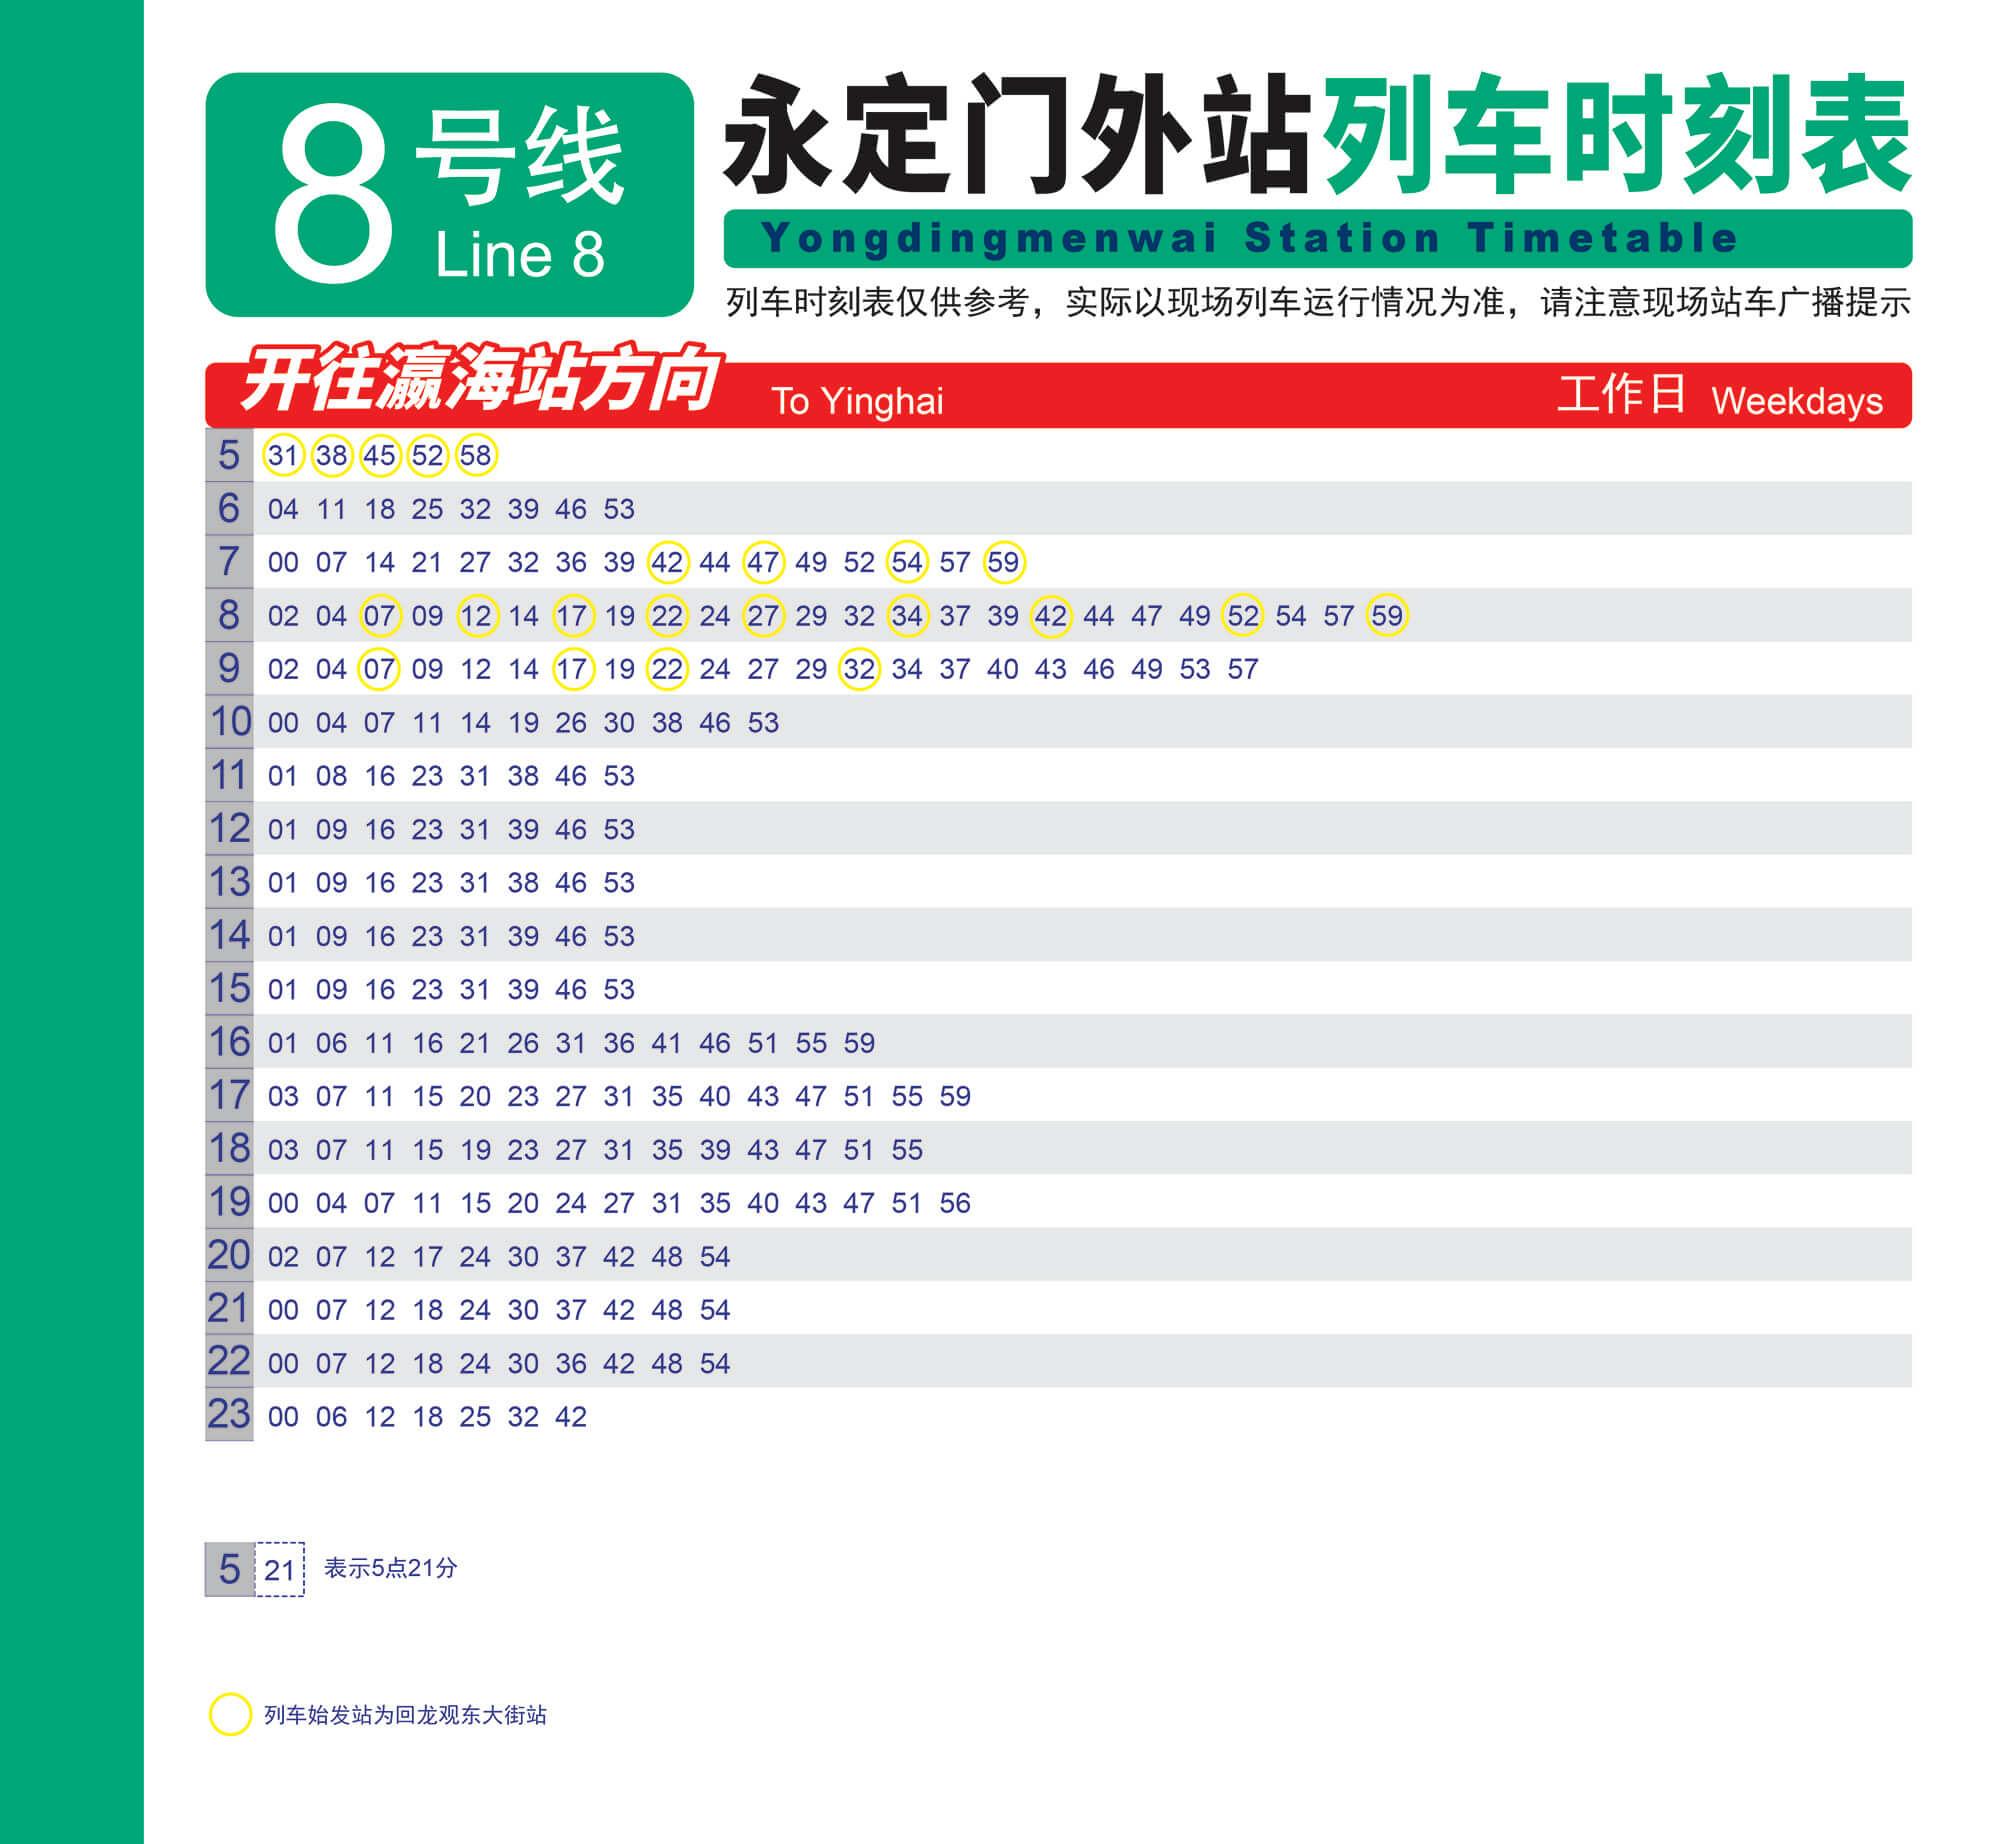 8号线
Line 8
永定门外站列车时刻表
Yongdingmenwai Station Timetable
列车时刻表仅供参考，实际以现场列车运行情况为准，请注意现场站车广播提示
开往瀛海站方向 To Yinghai 工作日 Weekdays
5 31 38 45 52 58
6 04 11 18 25 32 39 46 53
7 00 07 14 21 27 32 36 39 42 44 47 49 52 54 57 59
8 02 04 07 09 12 14 17 19 22 24 27 29 32 34 37 39 42 44 47 49 52 54 57 59
9 02 04 07 09 12 14 17 19 22 24 27 29 32 34 37 40 43 46 49 53 57
10 00 04 07 11 14 19 26 30 38 46 53
11 01 08 16 23 31 38 46 53
12 01 09 16 23 31 39 46 53
13 01 09 16 23 31 38 46 53
14 01 09 16 23 31 39 46 53
15 01 09 16 23 31 39 46 53
16 01 06 11 16 21 26 31 36 41 46 51 55 59
17 03 07 11 15 20 23 27 31 35 40 43 47 51 55 59
18 03 07 11 15 19 23 27 31 35 39 43 47 51 55
19 00 04 07 11 15 20 24 27 31 35 40 43 47 51 56
20 02 07 12 17 24 30 37 42 48 54
21 00 07 12 18 24 30 37 42 48 54
22 00 07 12 18 24 30 36 42 48 54
23 00 06 12 18 25 32 42
5 21 表示5点21分
列车始发站为回龙观东大街站